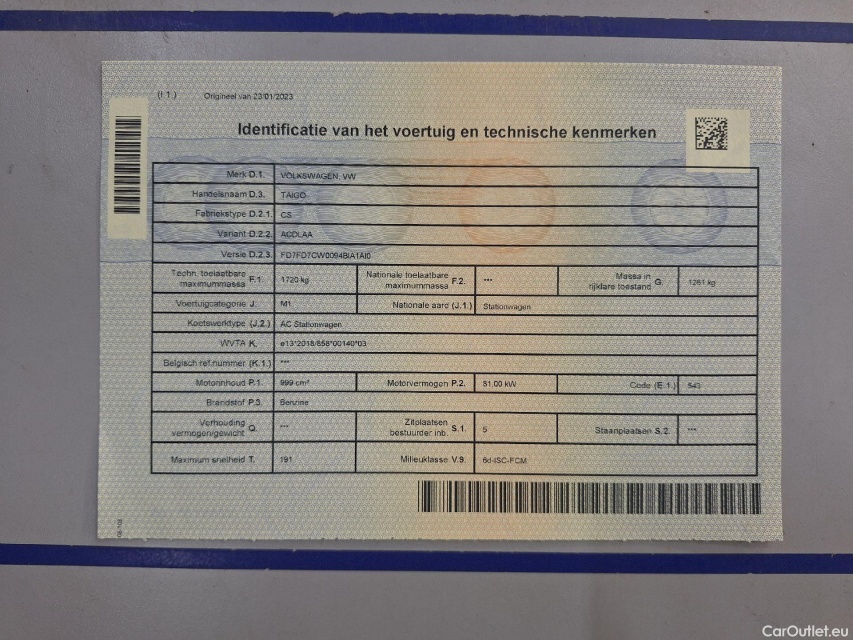 (I.1.) Origineel van 23/01/2023
Identificatie van het voertuig en technische kenmerken
Merk D.1. VOLKSWAGEN, VW
Handelsnaam D.3. TAIGO
Fabriekstype D.2.1. CS
Variant D.2.2. ACDLAA
Versie D.2.3. FD7FD7CW0094BIA1AI0
Techn. toelaatbare maximummassa F.1. 1720 kg Nationale toelaatbare maximummassa F.2. *** Massa in rijklare toestand G. 1281 kg
Voertuigcategorie J. M1 Nationale aard (J.1.) Stationwagen
Koetswerktype (J.2.) AC Stationwagen
WVTA K. e13*2018/858*00140*03
Belgisch ref.nummer (K.1.) ***
Motorinhoud P.1. 999 cm³ Motorvermogen P.2. 81,00 kW Code (E.1.) 543
Brandstof P.3. Benzine
Verhouding vermogen/gewicht Q. *** Zitplaatsen bestuurder inb. S.1. 5 Staanplaatsen S.2. ***
Maximum snelheid T. 191 Milieuklasse V.9. 6d-ISC-FCM
CarOutlet.eu